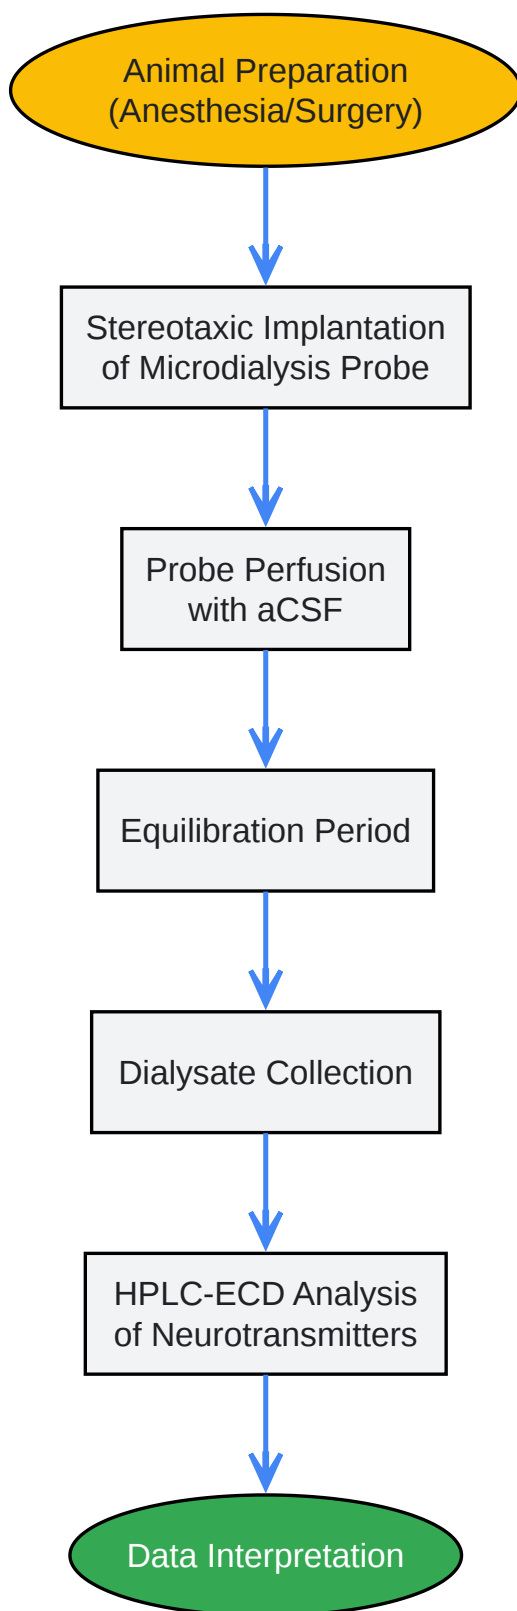 Animal Preparation
(Anesthesia/Surgery)
Stereotaxic Implantation
of Microdialysis Probe
Probe Perfusion
with aCSF
Equilibration Period
Dialysate Collection
HPLC-ECD Analysis
of Neurotransmitters
Data Interpretation